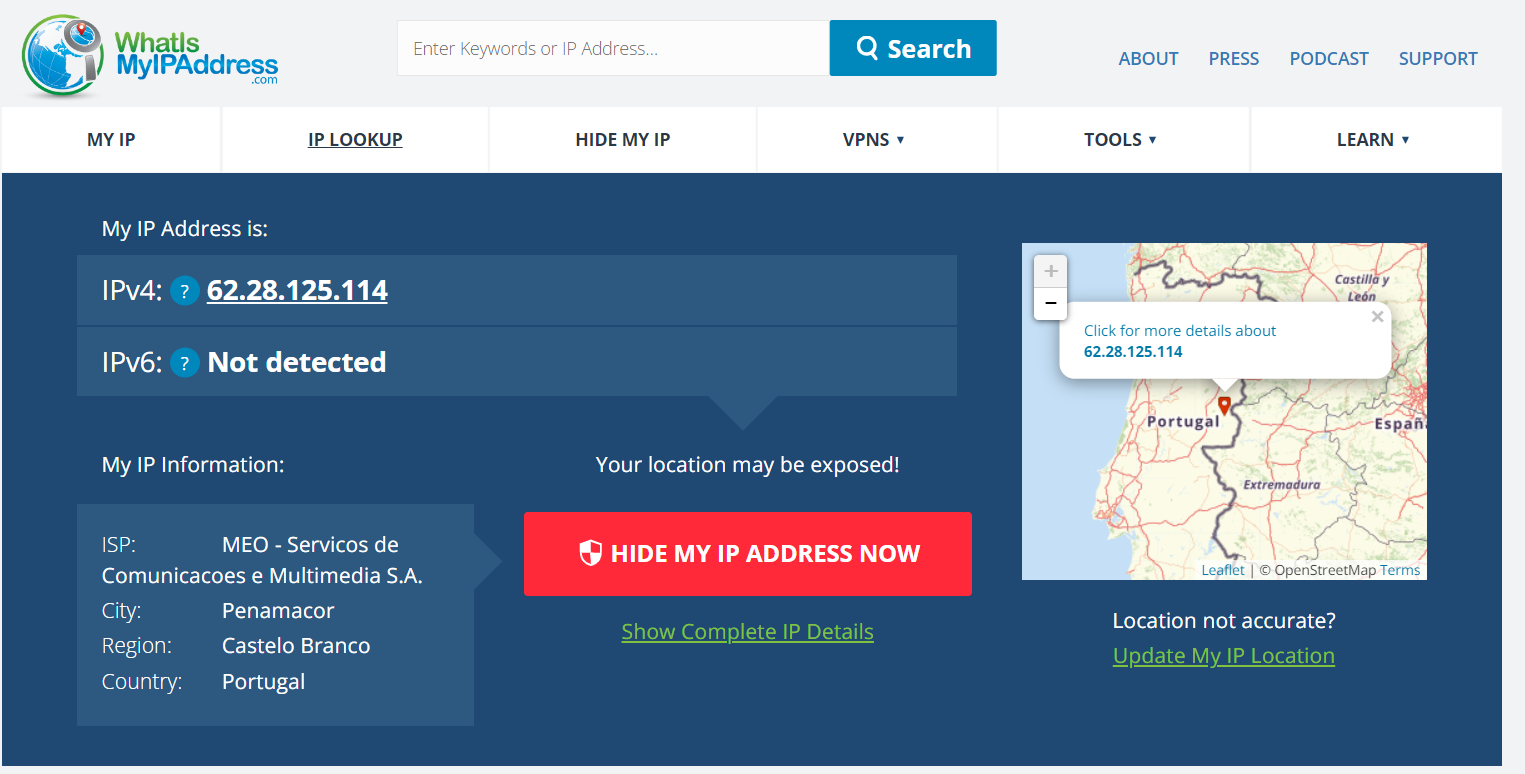 WhatIs
MyIPAddress
.com
Enter Keywords or IP Address...
Search
ABOUT PRESS PODCAST SUPPORT
MY IP IP LOOKUP HIDE MY IP VPNS ▼ TOOLS ▼ LEARN ▼
My IP Address is:
IPv4: ? 62.28.125.114
IPv6: ? Not detected
My IP Information:
ISP: MEO - Servicos de
Comunicacoes e Multimedia S.A.
City: Penamacor
Region: Castelo Branco
Country: Portugal
Your location may be exposed!
HIDE MY IP ADDRESS NOW
Show Complete IP Details
+
−
Castilla y
León
Click for more details about
62.28.125.114
×
Portugal
Españ
Extremadura
Leaflet | © OpenStreetMap Terms
Location not accurate?
Update My IP Location